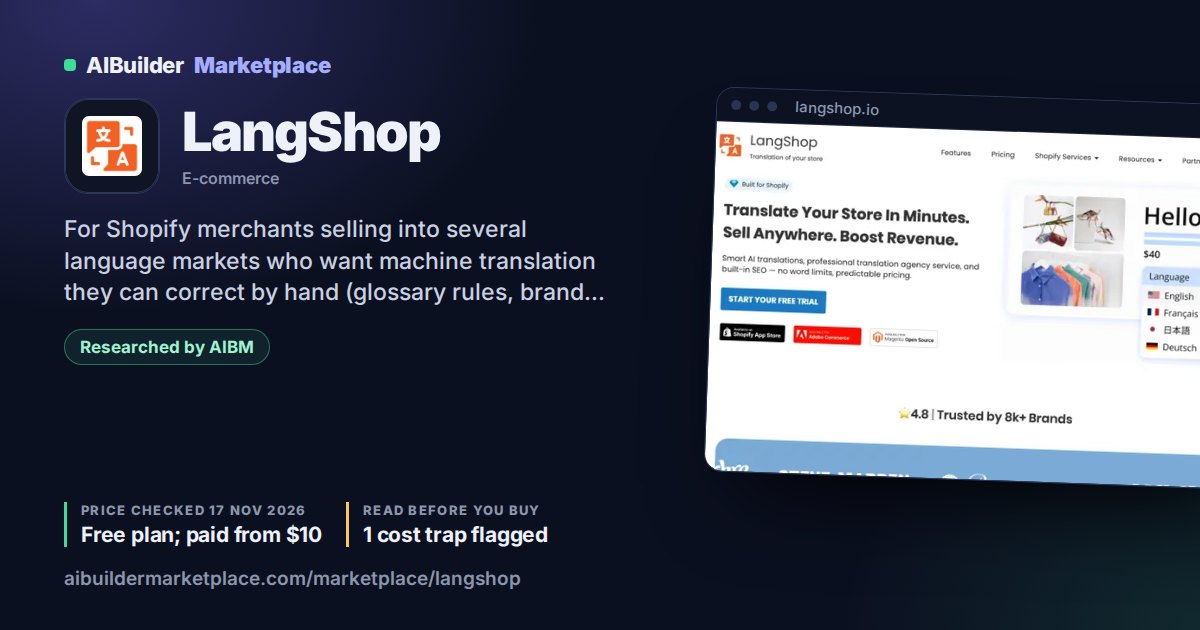 AIBuilder Marketplace
文
A
LangShop
E-commerce
For Shopify merchants selling into several
language markets who want machine translation
they can correct by hand (glossary rules, brand...
Researched by AIBM
PRICE CHECKED 17 NOV 2026
Free plan; paid from $10
READ BEFORE YOU BUY
1 cost trap flagged
aibuildermarketplace.com/marketplace/langshop
langshop.io
文
A
LangShop
Translation of your store
Features
Pricing
Shopify Services
Resources
Partn
Built for Shopify
Translate Your Store In Minutes.
Sell Anywhere. Boost Revenue.
Smart AI translations, professional translation agency service, and
built-in SEO — no word limits, predictable pricing.
START YOUR FREE TRIAL
Shopify App Store
Adobe Commerce
Magento Open Source
Hello
$40
Language
English
Français
日本語
Deutsch
4.8 | Trusted by 8k+ Brands